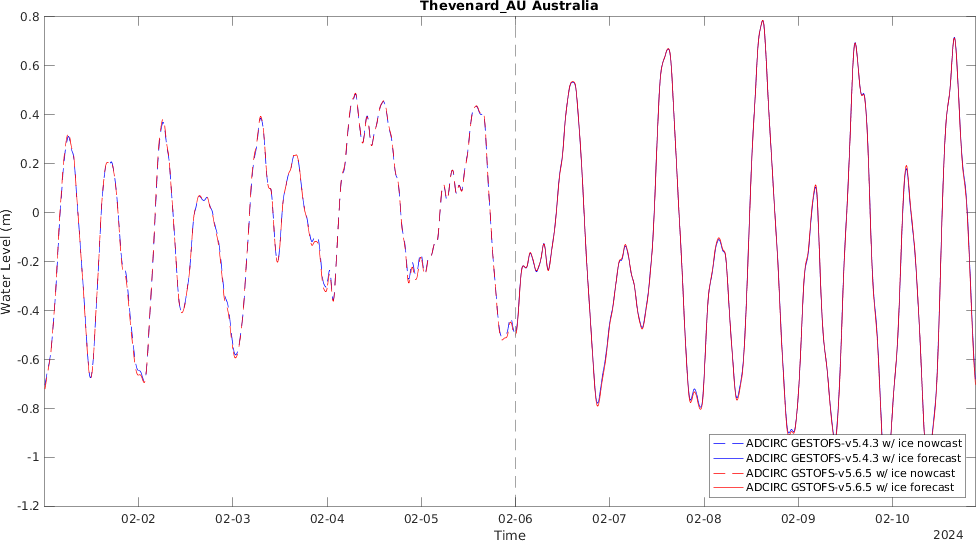 Thevenard_AU Australia
0.8
0.6
0.4
0.2
0
-0.2
-0.4
-0.6
-0.8
-1
-1.2
Water Level (m)
ADCIRC GESTOFS-v5.4.3 w/ ice nowcast
ADCIRC GESTOFS-v5.4.3 w/ ice forecast
ADCIRC GSTOFS-v5.6.5 w/ ice nowcast
ADCIRC GSTOFS-v5.6.5 w/ ice forecast
02-02 02-03 02-04 02-05 02-06 02-07 02-08 02-09 02-10
Time
2024